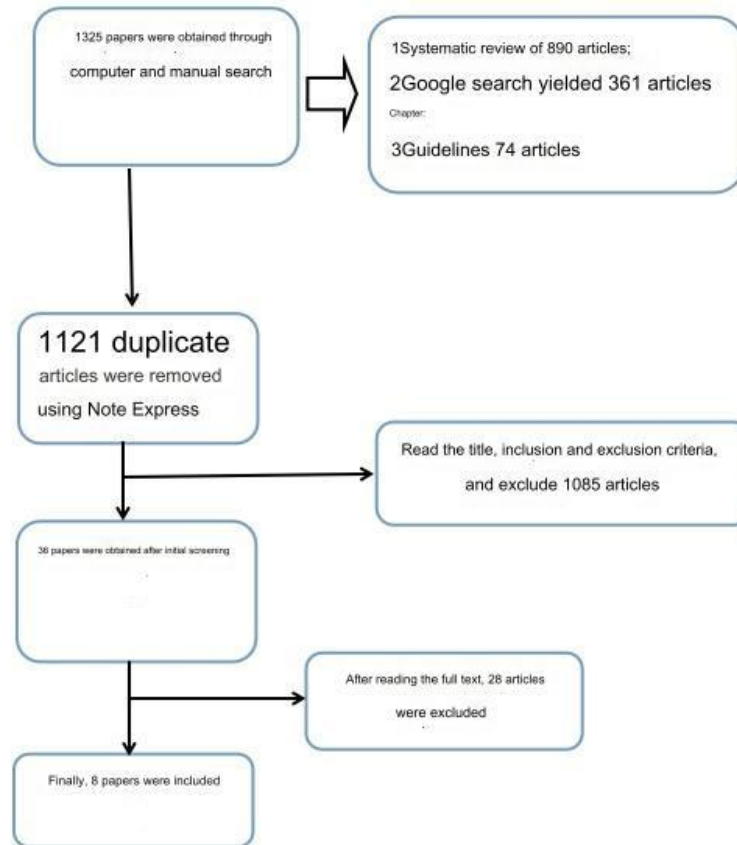 1325 papers were obtained through
computer and manual search
1Systematic review of 890 articles;
2Google search yielded 361 articles
Chapter:
3Guidelines 74 articles
1121 duplicate
articles were removed
using Note Express
Read the title, inclusion and exclusion criteria,
and exclude 1085 articles
36 papers were obtained after initial screening
After reading the full text, 28 articles
were excluded
Finally, 8 papers were included